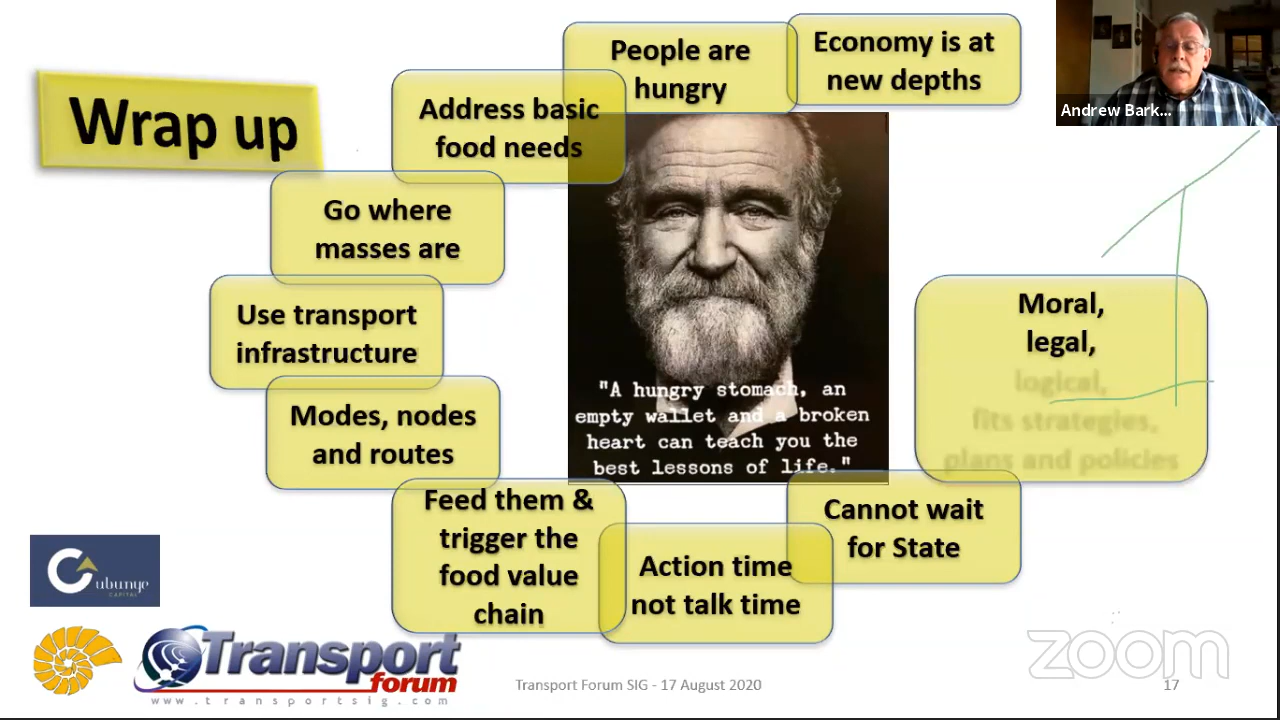 Wrap up
People are
hungry
Economy is at
new depths
Address basic
food needs
Go where
masses are
Use transport
infrastructure
Modes, nodes
and routes
Feed them &
trigger the
food value
chain
Action time
not talk time
Cannot wait
for State
Moral,
legal,
logical,
fits strategies,
plans and policies
"A hungry stomach, an
empty wallet and a broken
heart can teach you the
best lessons of life."
Andrew Bark...
ubunye
CAPITAL
Transport
forum
www.transportsig.com
Transport Forum SIG - 17 August 2020
17
zoom